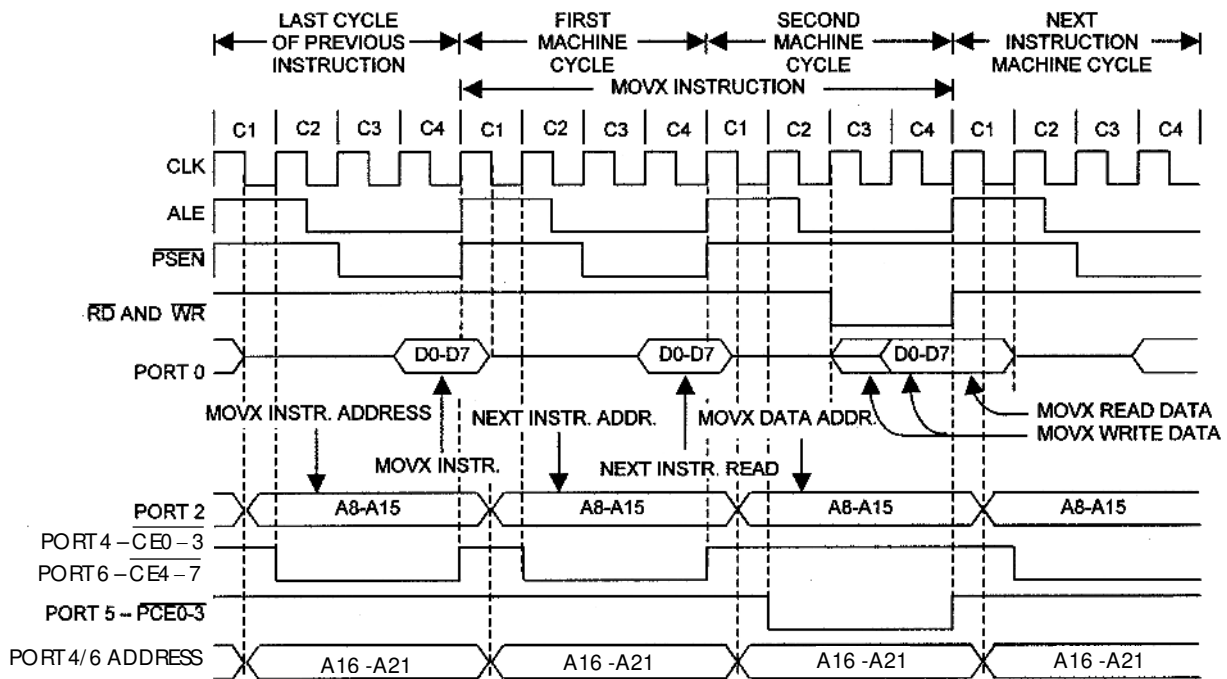 LAST CYCLE OF PREVIOUS INSTRUCTION
FIRST MACHINE CYCLE
SECOND MACHINE CYCLE
NEXT INSTRUCTION MACHINE CYCLE
MOVX INSTRUCTION
C1 C2 C3 C4 C1 C2 C3 C4 C1 C2 C3 C4 C1 C2 C3 C4
CLK
ALE
PSEN
RD AND WR
PORT 0 D0-D7 D0-D7 D0-D7
MOVX INSTR. ADDRESS NEXT INSTR. ADDR. MOVX DATA ADDR. MOVX READ DATA
MOVX WRITE DATA
MOVX INSTR. NEXT INSTR. READ
PORT 2 A8-A15 A8-A15 A8-A15 A8-A15
PORT 4 – CE0 – 3
PORT 6 – CE4 – 7
PORT 5 – PCE0-3
PORT 4/6 ADDRESS A16 -A21 A16 -A21 A16 -A21 A16 -A21